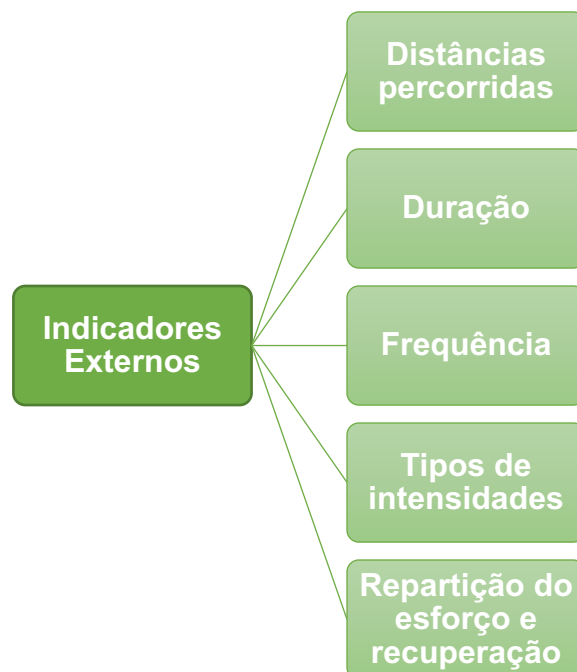 Indicadores
Externos
Distâncias
percorridas
Duração
Frequência
Tipos de
intensidades
Repartição do
esforço e
recuperação